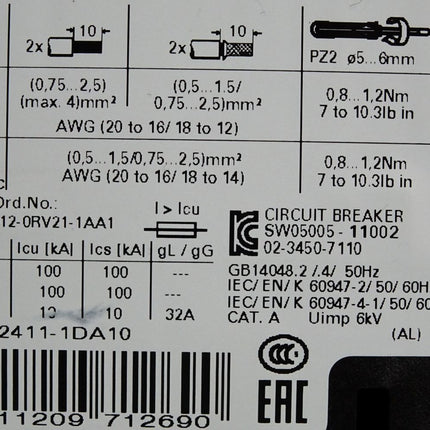 10 10
2x 2x
PZ2 ø5...6mm
(0,75...2,5) (0,5...1.5/ 0,8...1,2Nm
(max. 4)mm² 0,75...2,5)mm² 7 to 10.3lb in
AWG (20 to 16/ 18 to 12)
(0,5...1.5/0,75...2,5)mm² 0,8...1,2Nm
AWG (20 to 16/ 18 to 14) 7 to 10.3lb in
Ord.No.: I > Icu CIRCUIT BREAKER
12-0RV21-1AA1 SW05005 - 11002
02-3450-7110
Icu [kA] Ics [kA] gL / gG
100 100 ---
100 100 ---
10 10 32A
GB14048.2 /.4/ 50Hz
IEC/ EN/ K 60947-2/ 50/ 60H
IEC/ EN/ K 60947-4-1/ 50/ 60
CAT. A Uimp 6kV
2411-1DA10 (AL)
CCC
EAC
11209 712690